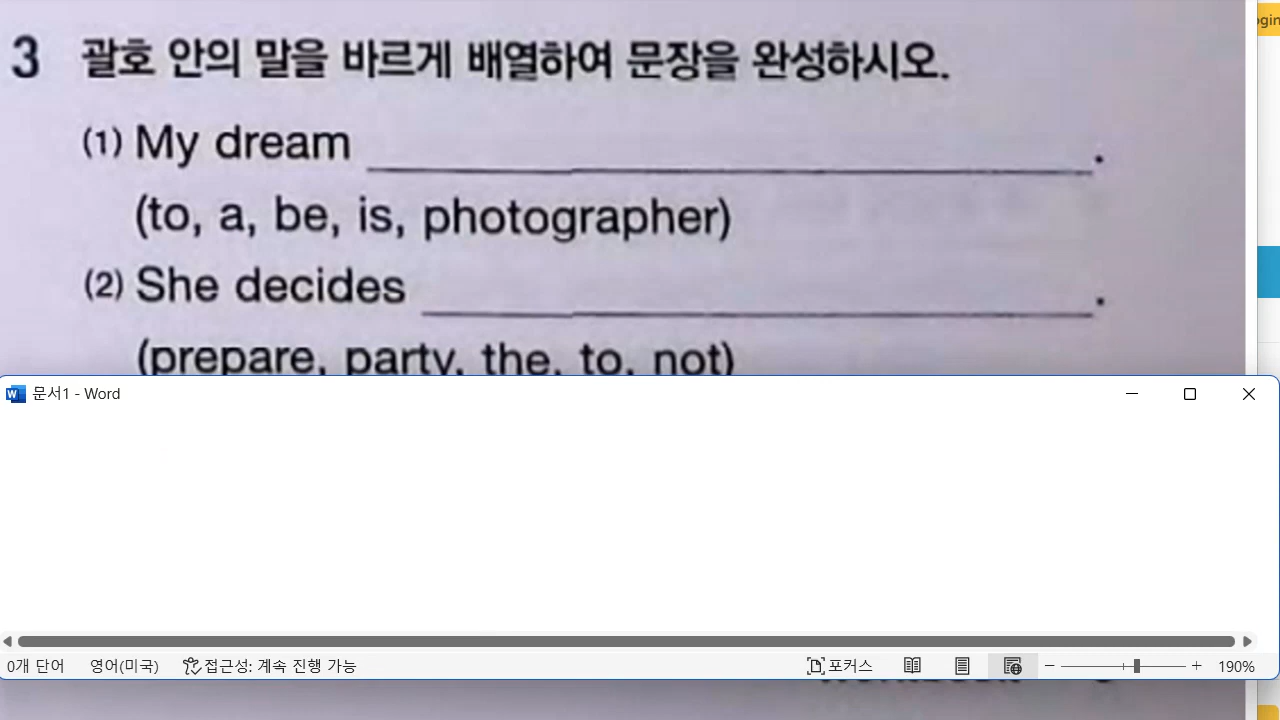 3 괄호 안의 말을 바르게 배열하여 문장을 완성하시오.
(1) My dream ____________________.
(to, a, be, is, photographer)
(2) She decides ____________________.
(prepare, party, the, to, not)
문서1 - Word
0개 단어 영어(미국) 접근성: 계속 진행 가능 포커스 190%